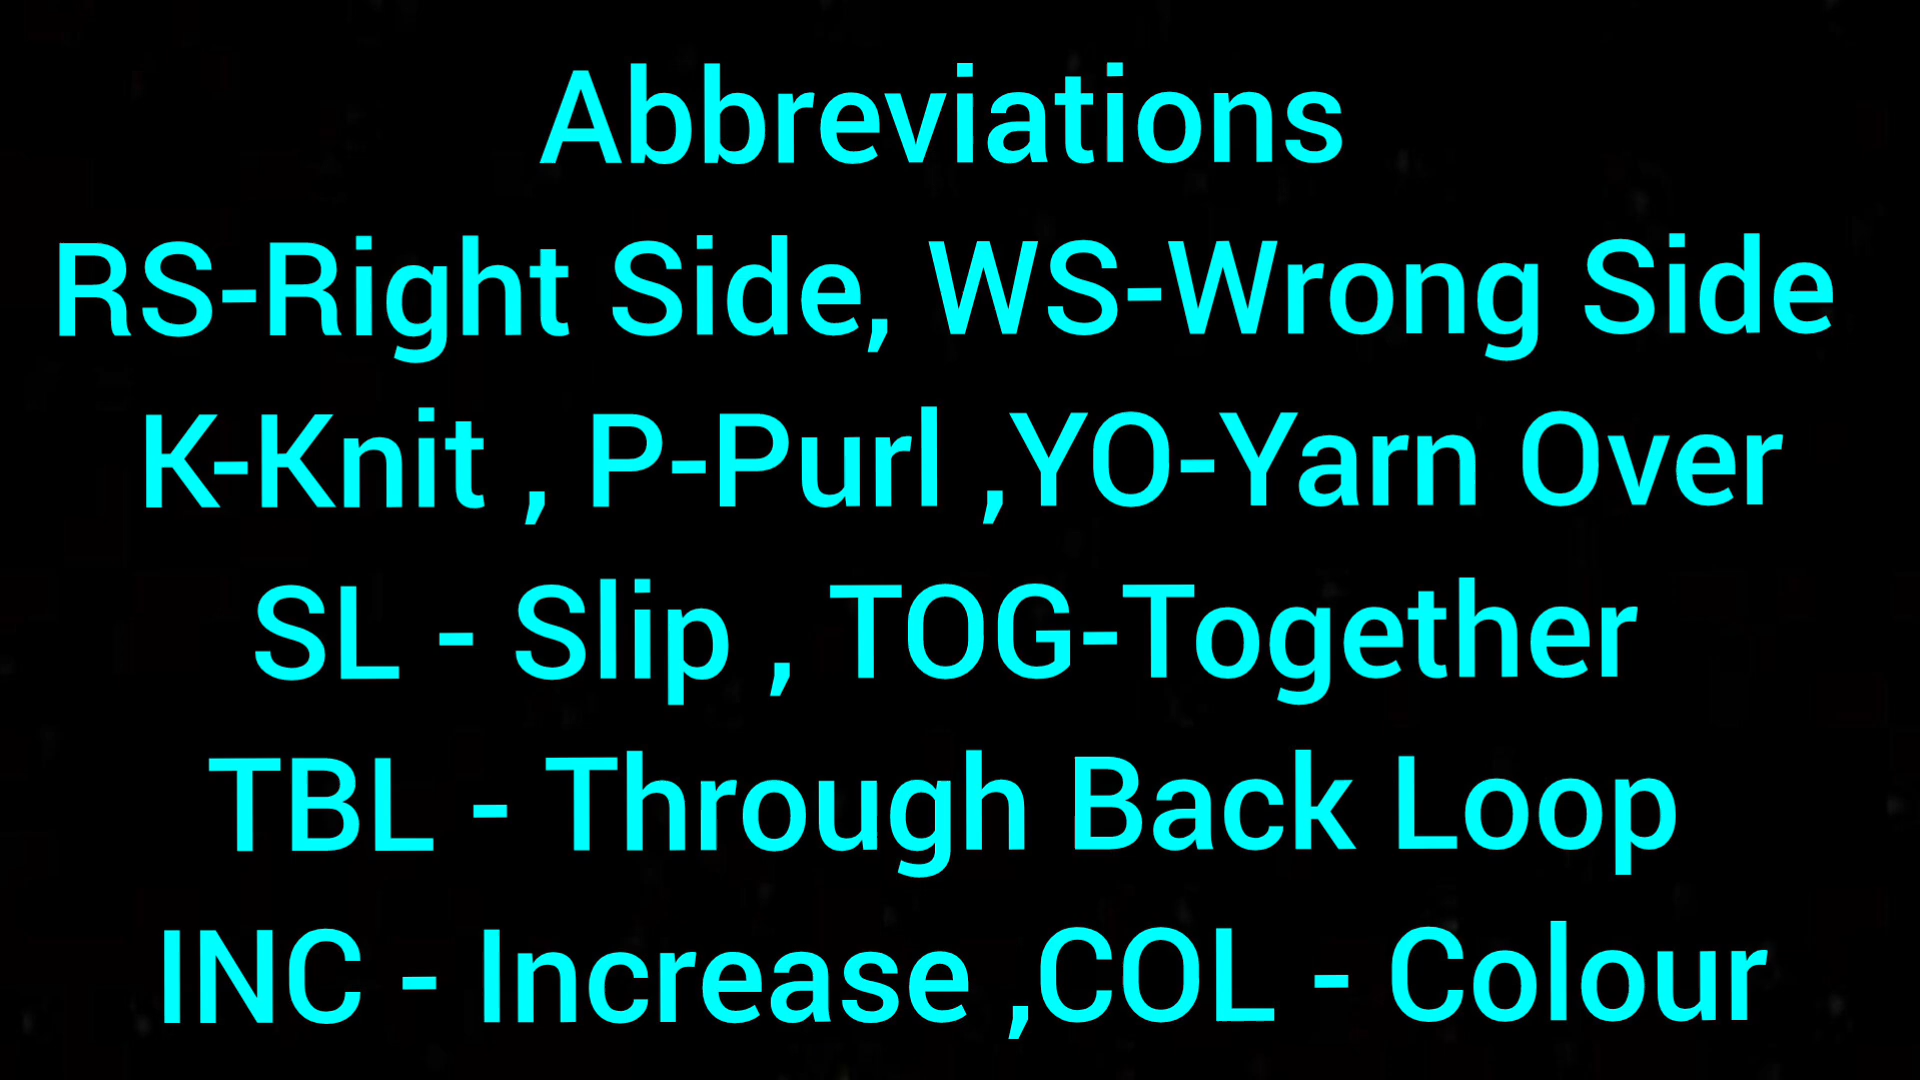 Abbreviations
RS-Right Side, WS-Wrong Side
K-Knit , P-Purl ,YO-Yarn Over
SL - Slip , TOG-Together
TBL - Through Back Loop
INC - Increase ,COL - Colour